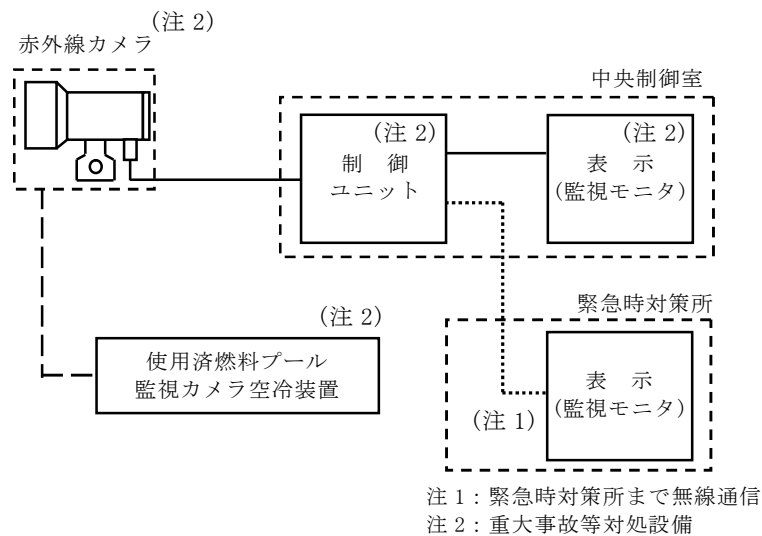 (注 2)
赤外線カメラ
中央制御室
(注 2)
制　御
ユニット
(注 2)
表　示
(監視モニタ)
緊急時対策所
(注 2)
使用済燃料プール
監視カメラ空冷装置
表　示
(監視モニタ)
(注 1)
注 1：緊急時対策所まで無線通信
注 2：重大事故等対処設備